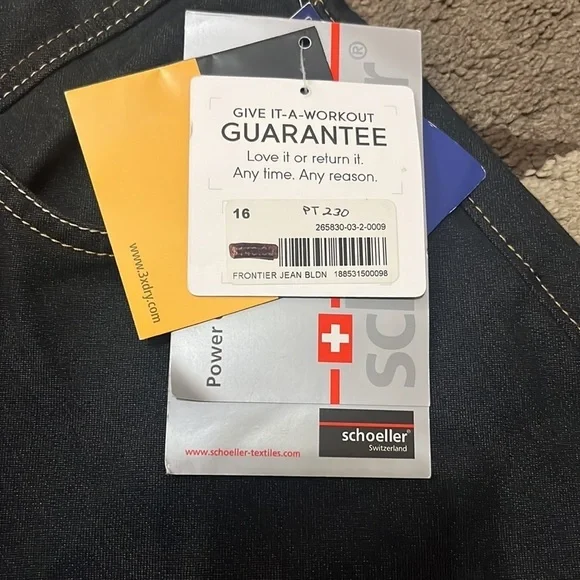 GIVE IT-A-WORKOUT
GUARANTEE
Love it or return it.
Any time. Any reason.
16
PT 230
265830-03-2-0009
FRONTIER JEAN BLDN 188531500098
www.3xdry.com
Power
schoeller®
Switzerland
www.schoeller-textiles.com